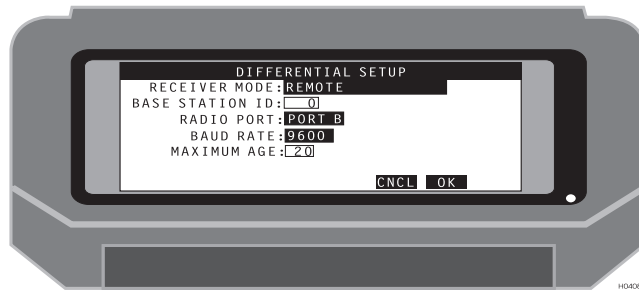 DIFFERENTIAL SETUP
RECEIVER MODE:REMOTE
BASE STATION ID: 0
RADIO PORT:PORT B
BAUD RATE:9600
MAXIMUM AGE: 20
CNCL OK